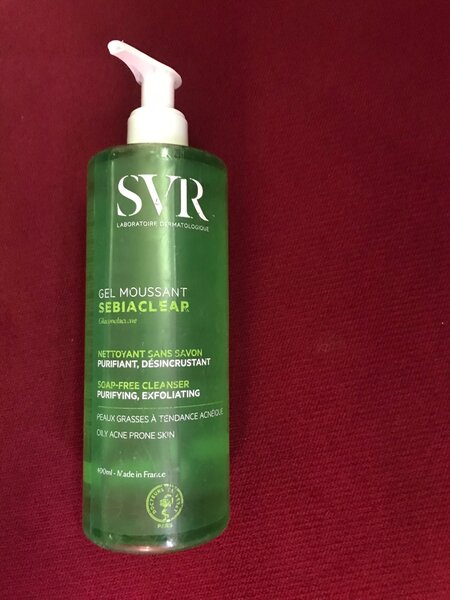 SVR
LABORATOIRE DERMATOLOGIQUE
GEL MOUSSANT
SEBIACLEAR
NETTOYANT SANS SAVON
PURIFIANT, DÉSINCRUSTANT
SOAP-FREE CLEANSER
PURIFYING, EXFOLIATING
PEAUX GRASSES À TENDANCE ACNÉIQUE
OILY ACNE PRONE SKIN
400ml - Made in France
PARIS